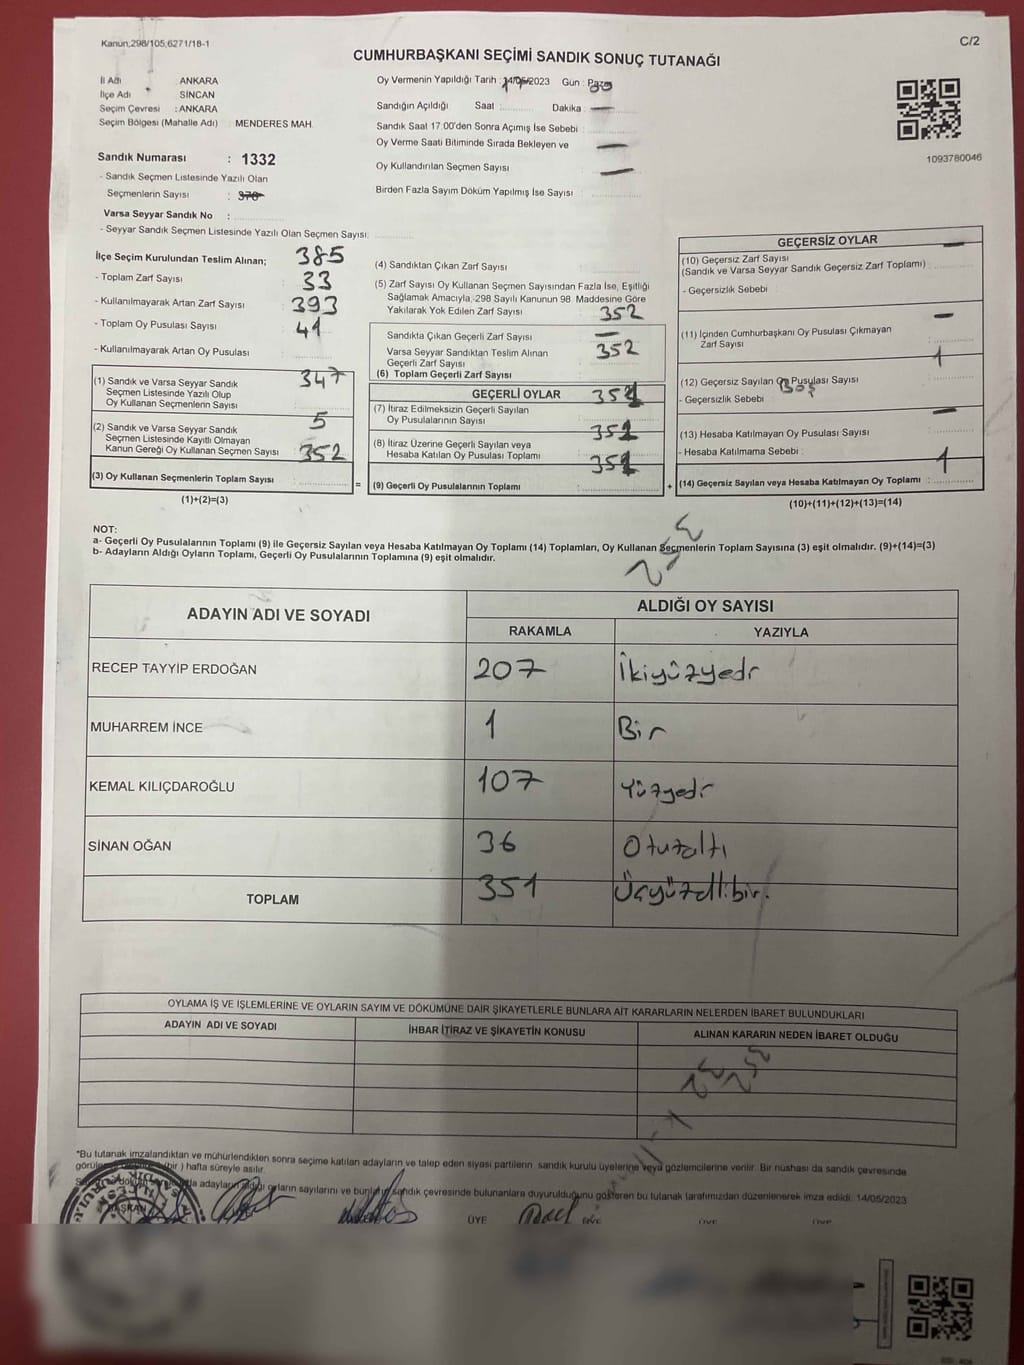 Kanun;298/105,6271/18-1
C/2
CUMHURBAŞKANI SEÇİMİ SANDIK SONUÇ TUTANAĞI
İl Adı : ANKARA
İlçe Adı : SİNCAN
Seçim Çevresi : ANKARA
Seçim Bölgesi (Mahalle Adı) : MENDERES MAH.
Sandık Numarası : 1332
- Sandık Seçmen Listesinde Yazılı Olan
Seçmenlerin Sayısı : 378
Varsa Seyyar Sandık No :
- Seyyar Sandık Seçmen Listesinde Yazılı Olan Seçmen Sayısı:
Oy Vermenin Yapıldığı Tarih : 14/05/2023 Gün : Pazar
Sandığın Açıldığı Saat : Dakika : —
Sandık Saat 17.00'den Sonra Açılmış İse Sebebi :
Oy Verme Saati Bitiminde Sırada Bekleyen ve —
Oy Kullandırılan Seçmen Sayısı —
Birden Fazla Sayım Döküm Yapılmış İse Sayısı :
1093780046
İlçe Seçim Kurulundan Teslim Alınan; 385
- Toplam Zarf Sayısı 33
- Kullanılmayarak Artan Zarf Sayısı 393
- Toplam Oy Pusulası Sayısı 41
- Kullanılmayarak Artan Oy Pusulası
(1) Sandık ve Varsa Seyyar Sandık 347
Seçmen Listesinde Yazılı Olup
Oy Kullanan Seçmenlerin Sayısı
(2) Sandık ve Varsa Seyyar Sandık 5
Seçmen Listesinde Kayıtlı Olmayan
Kanun Gereği Oy Kullanan Seçmen Sayısı 352
(3) Oy Kullanan Seçmenlerin Toplam Sayısı : =
(1)+(2)=(3)
(4) Sandıktan Çıkan Zarf Sayısı
(5) Zarf Sayısı Oy Kullanan Seçmen Sayısından Fazla İse, Eşitliği
Sağlamak Amacıyla, 298 Sayılı Kanunun 98. Maddesine Göre
Yakılarak Yok Edilen Zarf Sayısı 352
Sandıkta Çıkan Geçerli Zarf Sayısı —
Varsa Seyyar Sandıktan Teslim Alınan 352
Geçerli Zarf Sayısı
(6) Toplam Geçerli Zarf Sayısı
GEÇERLİ OYLAR 351
(7) İtiraz Edilmeksizin Geçerli Sayılan
Oy Pusulalarının Sayısı 351
(8) İtiraz Üzerine Geçerli Sayılan veya
Hesaba Katılan Oy Pusulası Toplamı 351
(9) Geçerli Oy Pusulalarının Toplamı : +
GEÇERSİZ OYLAR —
(10) Geçersiz Zarf Sayısı
(Sandık ve Varsa Seyyar Sandık Geçersiz Zarf Toplamı) :
- Geçersizlik Sebebi :
—
(11) İçinden Cumhurbaşkanı Oy Pusulası Çıkmayan
Zarf Sayısı 1
(12) Geçersiz Sayılan Oy Pusulası Sayısı
- Geçersizlik Sebebi Boş
—
(13) Hesaba Katılmayan Oy Pusulası Sayısı
- Hesaba Katılmama Sebebi : 1
(14) Geçersiz Sayılan veya Hesaba Katılmayan Oy Toplamı :
(10)+(11)+(12)+(13)=(14)
NOT:
a- Geçerli Oy Pusulalarının Toplamı (9) ile Geçersiz Sayılan veya Hesaba Katılmayan Oy Toplamı (14) Toplamları, Oy Kullanan Seçmenlerin Toplam Sayısına (3) eşit olmalıdır. (9)+(14)=(3)
b- Adayların Aldığı Oyların Toplamı, Geçerli Oy Pusulalarının Toplamına (9) eşit olmalıdır.
ADAYIN ADI VE SOYADI
ALDIĞI OY SAYISI
RAKAMLA YAZIYLA
RECEP TAYYİP ERDOĞAN 207 İkiyüzyedi
MUHARREM İNCE 1 Bir
KEMAL KILIÇDAROĞLU 107 Yüzyedi
SİNAN OĞAN 36 Otuzaltı
TOPLAM 351 Üçyüzellibir.
OYLAMA İŞ VE İŞLEMLERİNE VE OYLARIN SAYIM VE DÖKÜMÜNE DAİR ŞİKAYETLERLE BUNLARA AİT KARARLARIN NELERDEN İBARET BULUNDUKLARI
ADAYIN ADI VE SOYADI İHBAR İTİRAZ VE ŞİKAYETİN KONUSU ALINAN KARARIN NEDEN İBARET OLDUĞU
*Bu tutanak imzalandıktan ve mühürlendikten sonra seçime katılan adayların ve talep eden siyasi partilerin sandık kurulu üyelerine veya gözlemcilerine verilir. Bir nüshası da sandık çevresinde
(bir) hafta süreyle asılır.
adayların aldığı oyların sayılarını ve bunların sandık çevresinde bulunanlara duyurulduğunu gösteren bu tutanak tarafımızdan düzenlenerek imza edildi. 14/05/2023
BAŞKAN ÜYE